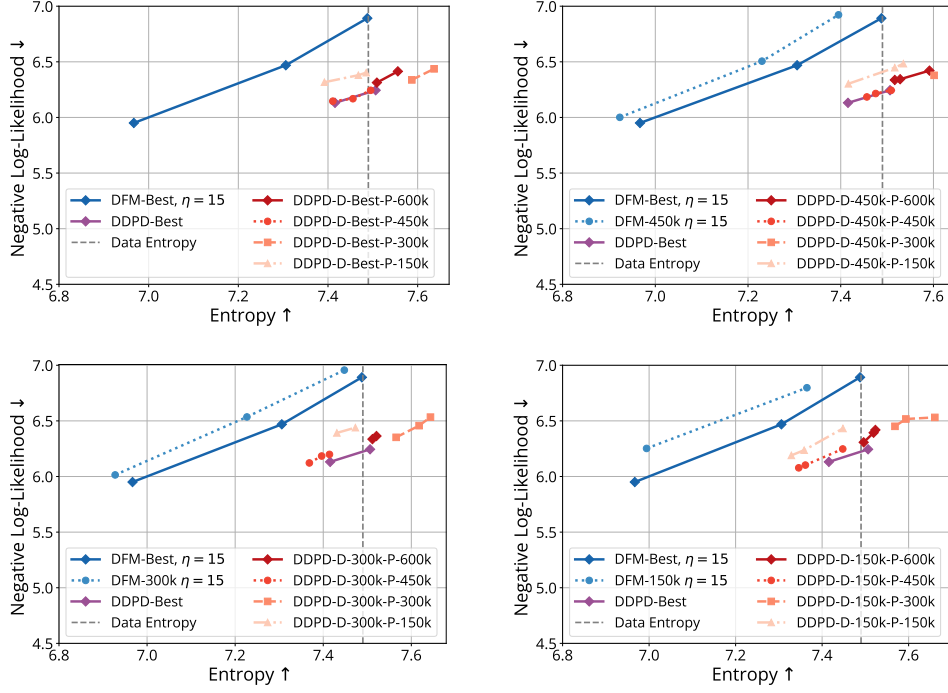 7.0
6.5
6.0
5.5
5.0
4.5
Negative Log-Likelihood ↓
DFM-Best, η = 15
DDPD-Best
Data Entropy
DDPD-D-Best-P-600k
DDPD-D-Best-P-450k
DDPD-D-Best-P-300k
DDPD-D-Best-P-150k
6.8 7.0 7.2 7.4 7.6
Entropy ↑
7.0
6.5
6.0
5.5
5.0
4.5
Negative Log-Likelihood ↓
DFM-Best, η = 15
DFM-450k η = 15
DDPD-Best
Data Entropy
DDPD-D-450k-P-600k
DDPD-D-450k-P-450k
DDPD-D-450k-P-300k
DDPD-D-450k-P-150k
6.8 7.0 7.2 7.4 7.6
Entropy ↑
7.0
6.5
6.0
5.5
5.0
4.5
Negative Log-Likelihood ↓
DFM-Best, η = 15
DFM-300k η = 15
DDPD-Best
Data Entropy
DDPD-D-300k-P-600k
DDPD-D-300k-P-450k
DDPD-D-300k-P-300k
DDPD-D-300k-P-150k
6.8 7.0 7.2 7.4 7.6
Entropy ↑
7.0
6.5
6.0
5.5
5.0
4.5
Negative Log-Likelihood ↓
DFM-Best, η = 15
DFM-150k η = 15
DDPD-Best
Data Entropy
DDPD-D-150k-P-600k
DDPD-D-150k-P-450k
DDPD-D-150k-P-300k
DDPD-D-150k-P-150k
6.8 7.0 7.2 7.4 7.6
Entropy ↑